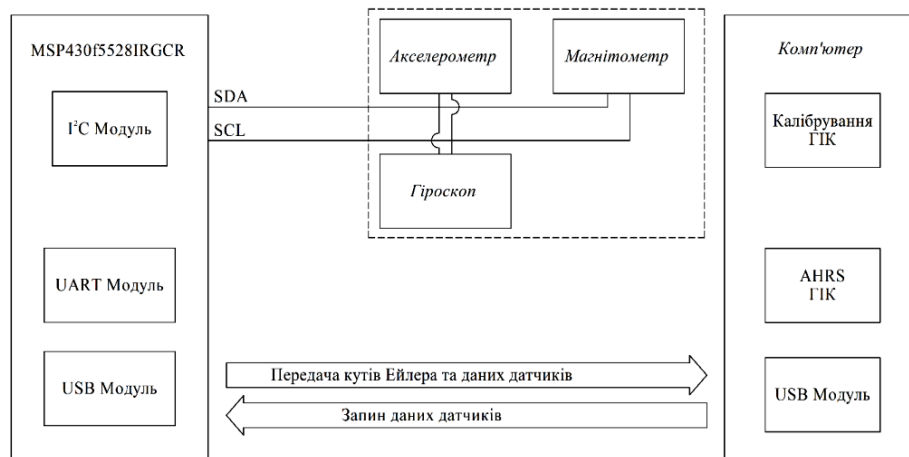 MSP430f5528IRGCR
I²C Модуль
UART Модуль
USB Модуль
SDA
SCL
Акселерометр
Магнітометр
Гіроскоп
Передача кутів Ейлера та даних датчиків
Запин даних датчиків
Комп'ютер
Калібрування
ГІК
AHRS
ГІК
USB Модуль